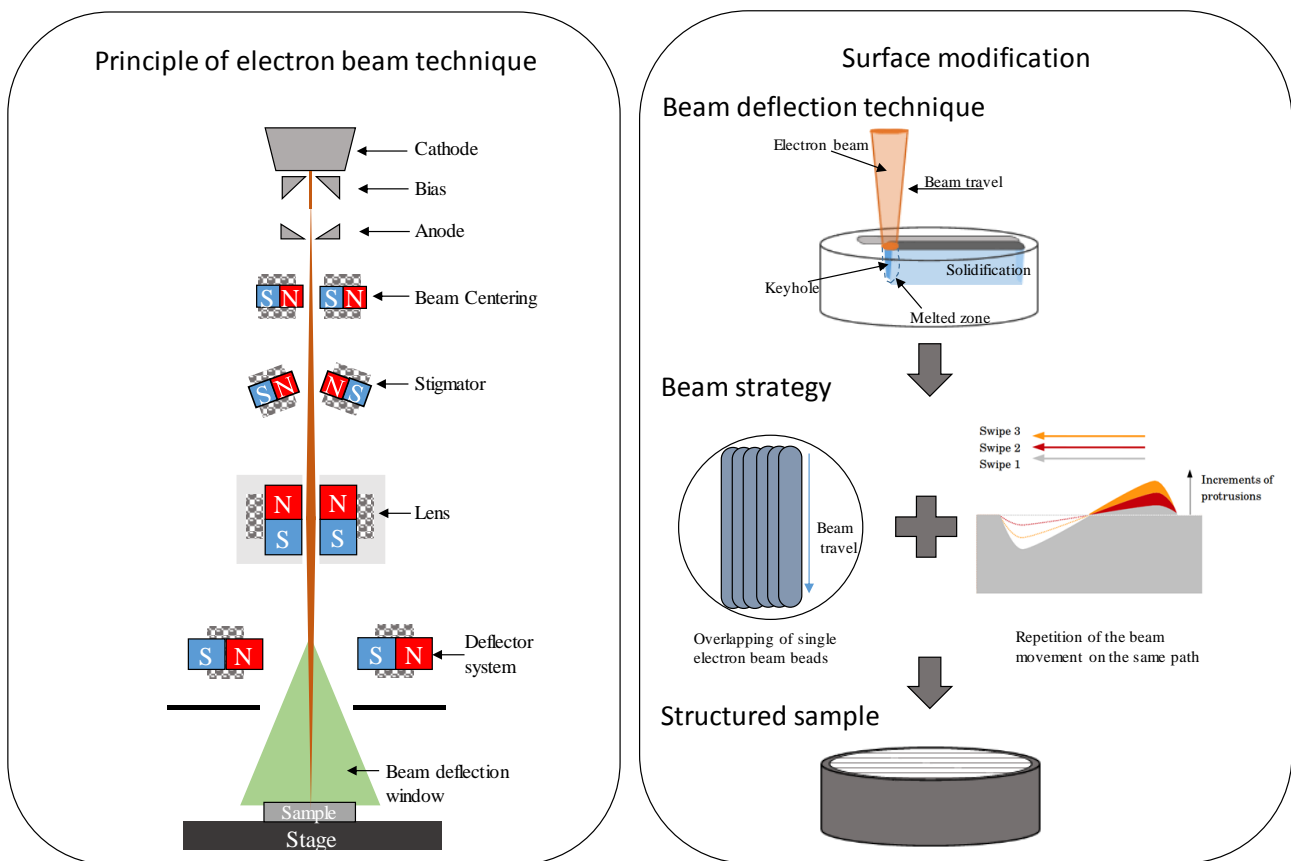 Principle of electron beam technique
Cathode
Bias
Anode
S N
S N
Beam Centering
S N
N S
Stigmator
N
S
N
S
Lens
S N
S N
Deflector
system
Beam deflection
window
Sample
Stage
Surface modification
Beam deflection technique
Electron beam
Beam travel
Solidification
Keyhole
Melted zone
Beam strategy
Beam
travel
Overlapping of single
electron beam beads
Swipe 3
Swipe 2
Swipe 1
Increments of
protrusions
Repetition of the beam
movement on the same path
Structured sample